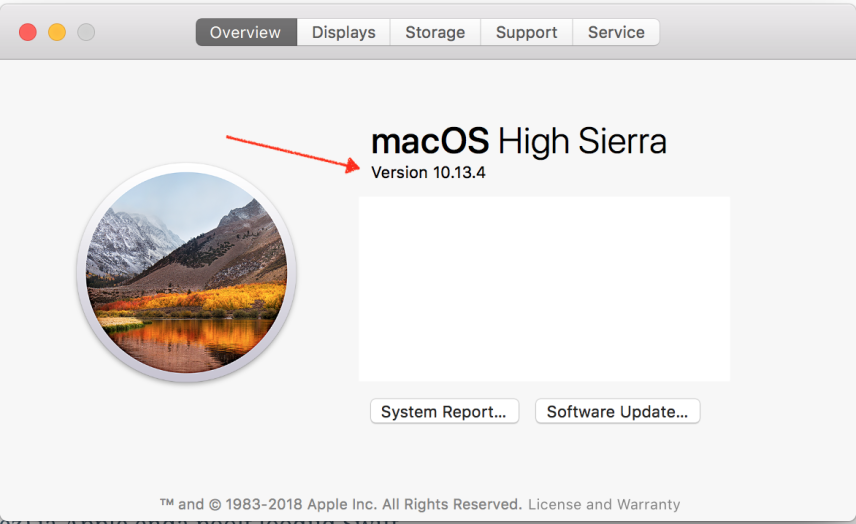 Overview Displays Storage Support Service
macOS High Sierra
Version 10.13.4
System Report... Software Update...
™ and © 1983-2018 Apple Inc. All Rights Reserved. License and Warranty